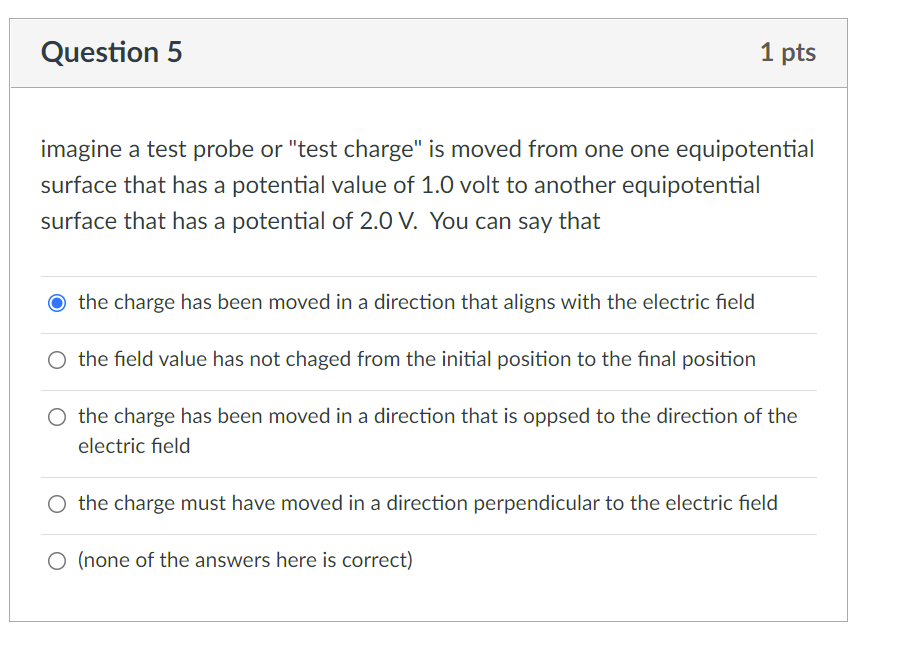 Question 5
1 pts
imagine a test probe or "test charge" is moved from one one equipotential
surface that has a potential value of 1.0 volt to another equipotential
surface that has a potential of 2.0 V.  You can say that
the charge has been moved in a direction that aligns with the electric field
the field value has not chaged from the initial position to the final position
the charge has been moved in a direction that is oppsed to the direction of the
electric field
the charge must have moved in a direction perpendicular to the electric field
(none of the answers here is correct)